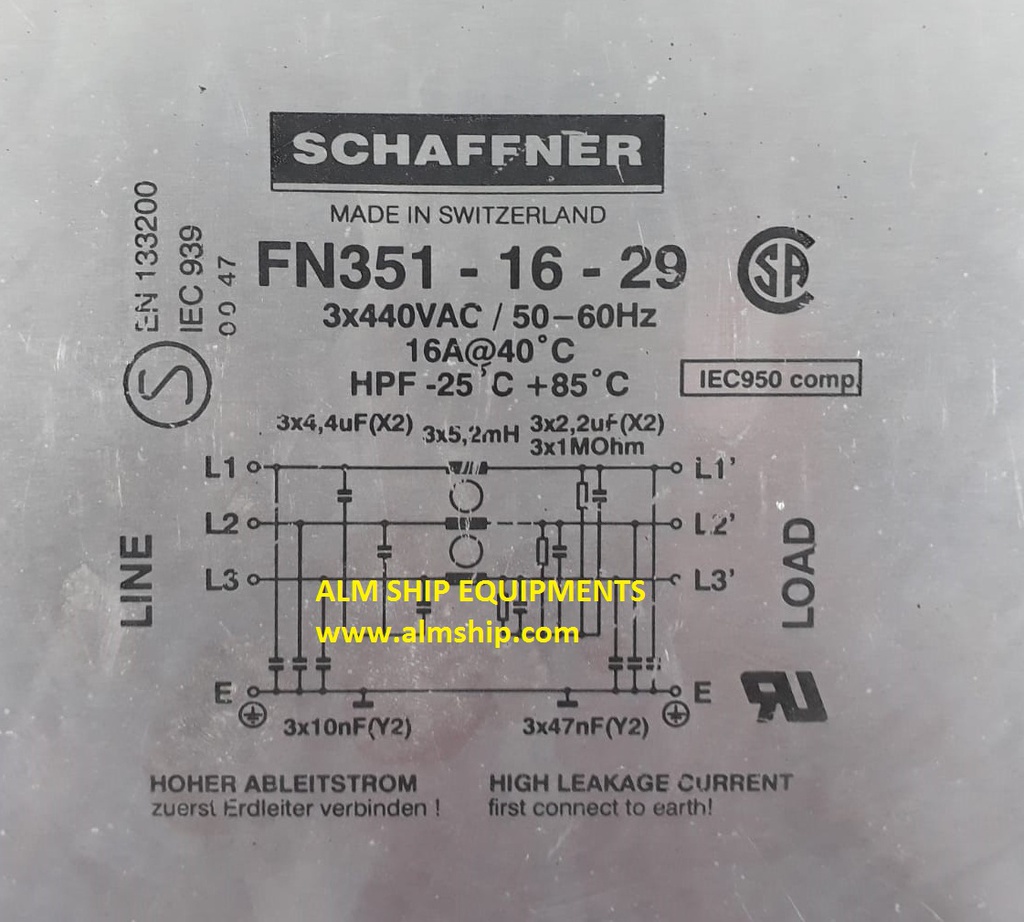 SCHAFFNER
MADE IN SWITZERLAND
FN351 - 16 - 29
3x440VAC / 50-60Hz
16A@40°C
HPF -25°C +85°C
EN 133200
IEC 939
00 47
S
SA
IEC950 comp.
3x4,4uF(X2) 3x5,2mH 3x2,2uF(X2)
3x1MOhm
L1 L1'
L2 L2'
L3 L3'
LINE
LOAD
ALM SHIP EQUIPMENTS
www.almship.com
E E
3x10nF(Y2) 3x47nF(Y2)
HOHER ABLEITSTROM
zuerst Erdleiter verbinden !
HIGH LEAKAGE CURRENT
first connect to earth!